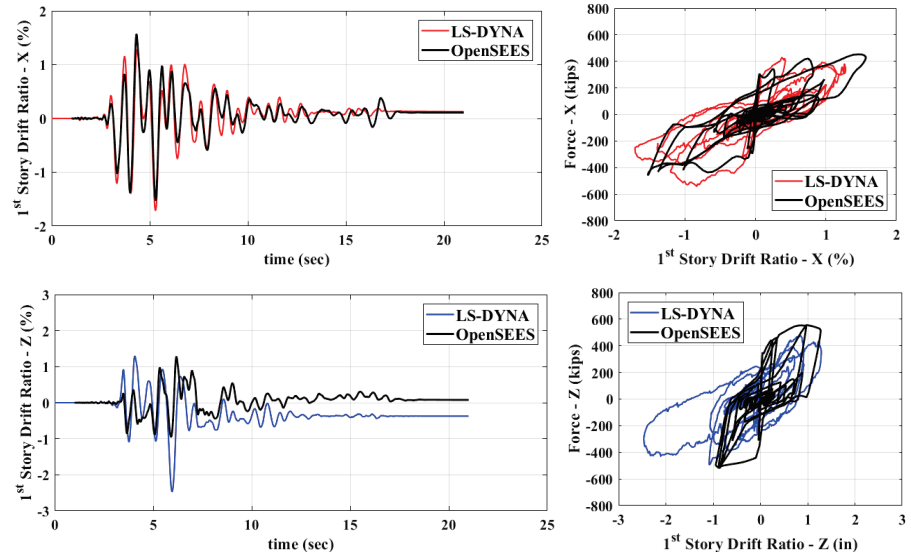 1st Story Drift Ratio - X (%)
2
1
0
-1
-2
LS-DYNA
OpenSEES
0 5 10 15 20 25
time (sec)
Force - X (kips)
800
600
400
200
0
-200
-400
-600
-800
LS-DYNA
OpenSEES
-2 -1 0 1 2
1st Story Drift Ratio - X (%)
1st Story Drift Ratio - Z (%)
3
2
1
0
-1
-2
-3
LS-DYNA
OpenSEES
0 5 10 15 20 25
time (sec)
Force - Z (kips)
800
600
400
200
0
-200
-400
-600
-800
LS-DYNA
OpenSEES
-3 -2 -1 0 1 2 3
1st Story Drift Ratio - Z (in)